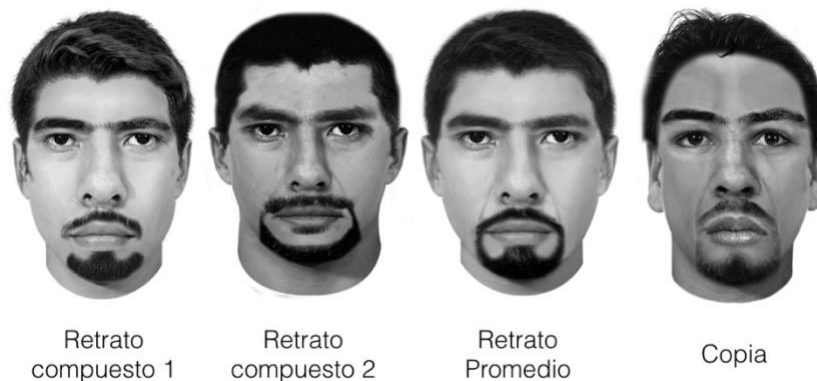 Retrato
compuesto 1
Retrato
compuesto 2
Retrato
Promedio
Copia